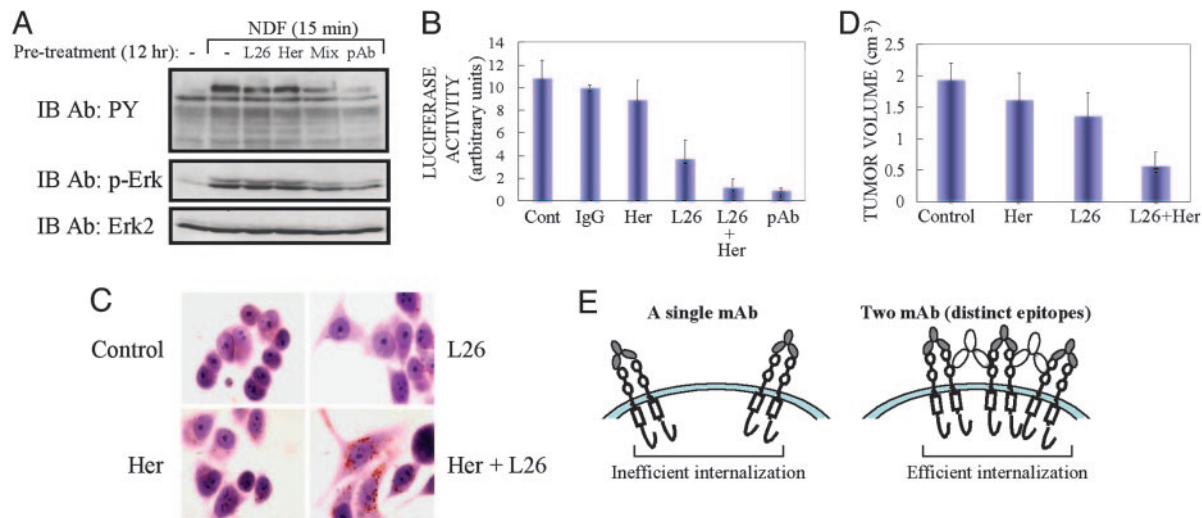 A
NDF (15 min)
Pre-treatment (12 hr): - - L26 Her Mix pAb
IB Ab: PY
IB Ab: p-Erk
IB Ab: Erk2
B
LUCIFERASE
ACTIVITY
(artbitrary units)
14
12
10
8
6
4
2
0
Cont IgG Her L26 L26 pAb
+
Her
D
TUMOR VOLUME (cm³)
2.5
2
1.5
1
0.5
0
Control Her L26 L26+Her
C
Control
L26
Her
Her + L26
E
A single mAb
Inefficient internalization
Two mAb (distinct epitopes)
Efficient internalization